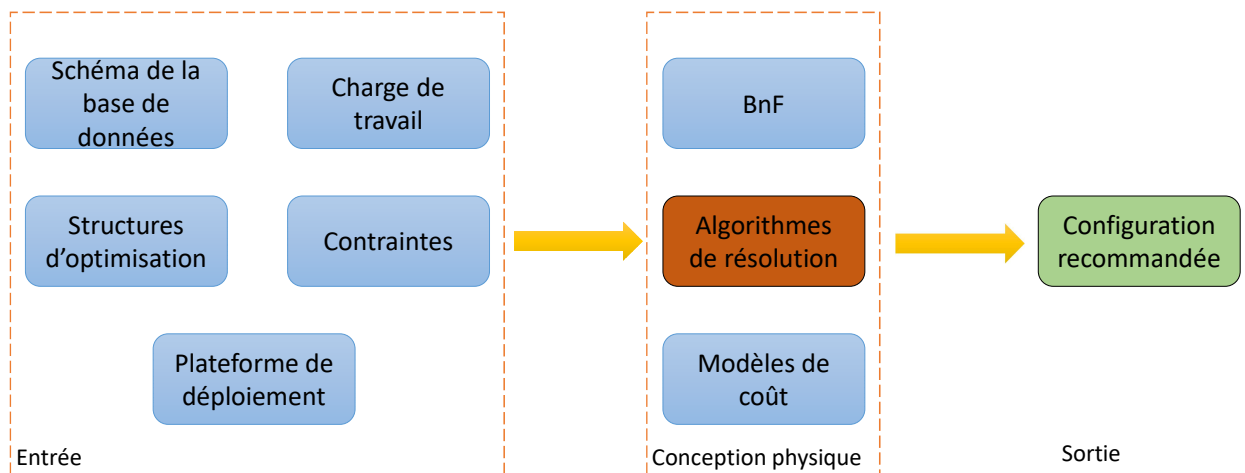 Schéma de la
base de
données
Charge de
travail
Structures
d’optimisation
Contraintes
Plateforme de
déploiement
Entrée
BnF
Algorithmes
de résolution
Modèles de
coût
Conception physique
Configuration
recommandée
Sortie